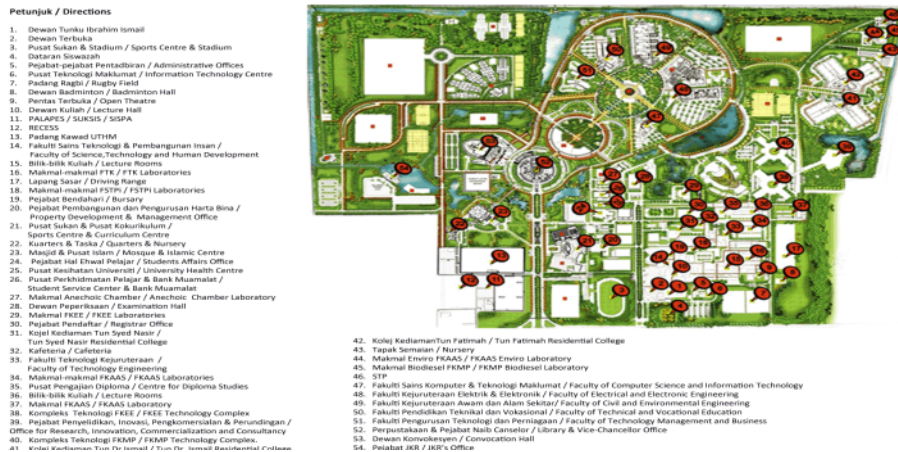 Petunjuk / Directions
1. Dewan Tunku Ibrahim Ismail
2. Dewan Terbuka
3. Pusat Sukan & Stadium / Sports Centre & Stadium
4. Dataran Siswazah
5. Pejabat-pejabat Pentadbiran / Administrative Offices
6. Pusat Teknologi Maklumat / Information Technology Centre
7. Padang Ragbi / Rugby Field
8. Dewan Badminton / Badminton Hall
9. Pentas Terbuka / Open Theatre
10. Dewan Kuliah / Lecture Hall
11. PALAPES / SUKSIS / SISPA
12. RECESS
13. Padang Kawad UTHM
14. Fakulti Sains Teknologi & Pembangunan Insan /
Faculty of Science,Technology and Human Development
15. Bilik-bilik Kuliah / Lecture Rooms
16. Makmal-makmal FTK / FTK Laboratories
17. Lapang Sasar / Driving Range
18. Makmal-makmal FSTPi / FSTPi Laboratories
19. Pejabat Bendahari / Bursary
20. Pejabat Pembangunan dan Pengurusan Harta Bina /
Property Development & Management Office
21. Pusat Sukan & Pusat Kokurikulum /
Sports Centre & Curriculum Centre
22. Kuarters & Taska / Quarters & Nursery
23. Masjid & Pusat Islam / Mosque & Islamic Centre
24. Pejabat Hal Ehwal Pelajar / Students Affairs Office
25. Pusat Kesihatan Universiti / University Health Centre
26. Pusat Perkhidmatan Pelajar & Bank Muamalat /
Student Service Center & Bank Muamalat
27. Makmal Anechoic Chamber / Anechoic Chamber Laboratory
28. Dewan Peperiksaan / Examination Hall
29. Makmal FKEE / FKEE Laboratories
30. Pejabat Pendaftar / Registrar Office
31. Kojel Kediaman Tun Syed Nasir /
Tun Syed Nasir Residential College
32. Kafeteria / Cafeteria
33. Fakulti Teknologi Kejuruteraan /
Faculty of Technology Engineering
34. Makmal-makmal FKAAS / FKAAS Laboratories
35. Pusat Pengajian Diploma / Centre for Diploma Studies
36. Bilik-bilik Kuliah / Lecture Rooms
37. Makmal FKAAS / FKAAS Laboratory
38. Kompleks Teknologi FKEE / FKEE Technology Complex
39. Pejabat Penyelidikan, Inovasi, Pengkomersialan & Perundingan /
Office for Research, Innovation, Commercialization and Consultancy
40. Kompleks Teknologi FKMP / FKMP Technology Complex.
41. Kolej Kediaman Tun Dr Ismail / Tun Dr. Ismail Residential College
42. Kolej KediamanTun Fatimah / Tun Fatimah Residential College
43. Tapak Semaian / Nursery
44. Makmal Enviro FKAAS / FKAAS Enviro Laboratory
45. Makmal Biodiesel FKMP / FKMP Biodiesel Laboratory
46. STP
47. Fakulti Sains Komputer & Teknologi Maklumat / Faculty of Computer Science and Information Technology
48. Fakulti Kejuruteraan Elektrik & Elektronik / Faculty of Electrical and Electronic Engineering
49. Fakulti Kejuruteraan Awam dan Alam Sekitar/ Faculty of Civil and Environmental Engineering
50. Fakulti Pendidikan Teknikal dan Vokasional / Faculty of Technical and Vocational Education
51. Fakulti Pengurusan Teknologi dan Perniagaan / Faculty of Technology Management and Business
52. Perpustakaan & Pejabat Naib Canselor / Library & Vice-Chancellor Office
53. Dewan Konvokesyen / Convocation Hall
54. Pejabat JKR / JKR's Office